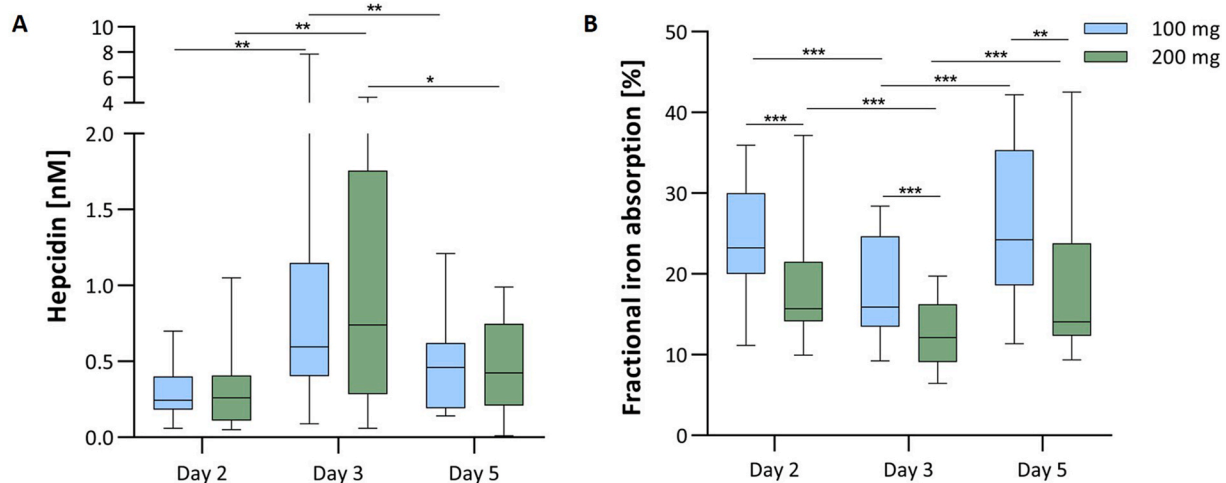 A
Hepcidin [nM]
10
8
6
4
2.0
1.5
1.0
0.5
0.0
**
**
**
*
Day 2
Day 3
Day 5
B
Fractional iron absorption [%]
50
40
30
20
10
0
***
***
***
***
***
***
**
***
Day 2
Day 3
Day 5
100 mg
200 mg